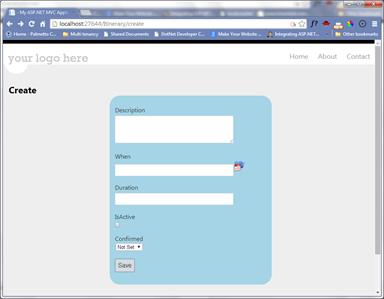 My ASP.NET MVC Appli
localhost:27644/Itinerary/create
Home Palmetto C Multi tenancy Shared Documents DotNet Developer C Make Your Website Integrating ASP.NET Other bookmarks
your logo here
Home About Contact
Create
Description
When
Duration
IsActive
Confirmed
Not Set
Save